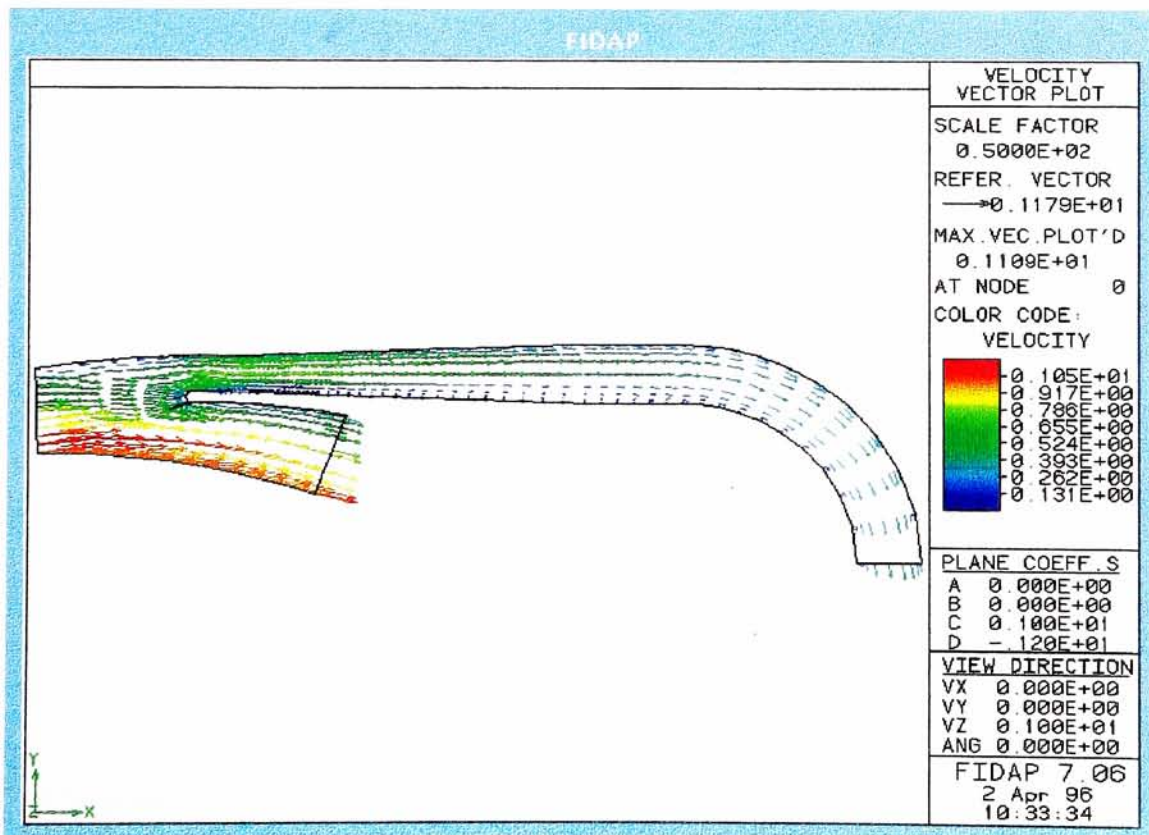 FIDAP
VELOCITY
VECTOR PLOT
SCALE FACTOR
0.5000E+02
REFER. VECTOR
0.1179E+01
MAX.VEC.PLOT'D
0.1109E+01
AT NODE 0
COLOR CODE:
VELOCITY
0.105E+01
0.917E+00
0.786E+00
0.655E+00
0.524E+00
0.393E+00
0.262E+00
0.131E+00
PLANE COEFF.S
A 0.000E+00
B 0.000E+00
C 0.100E+01
D -.120E+01
VIEW DIRECTION
VX 0.000E+00
VY 0.000E+00
VZ 0.100E+01
ANG 0.000E+00
FIDAP 7.06
2 Apr 96
10:33:34
Y
Z X